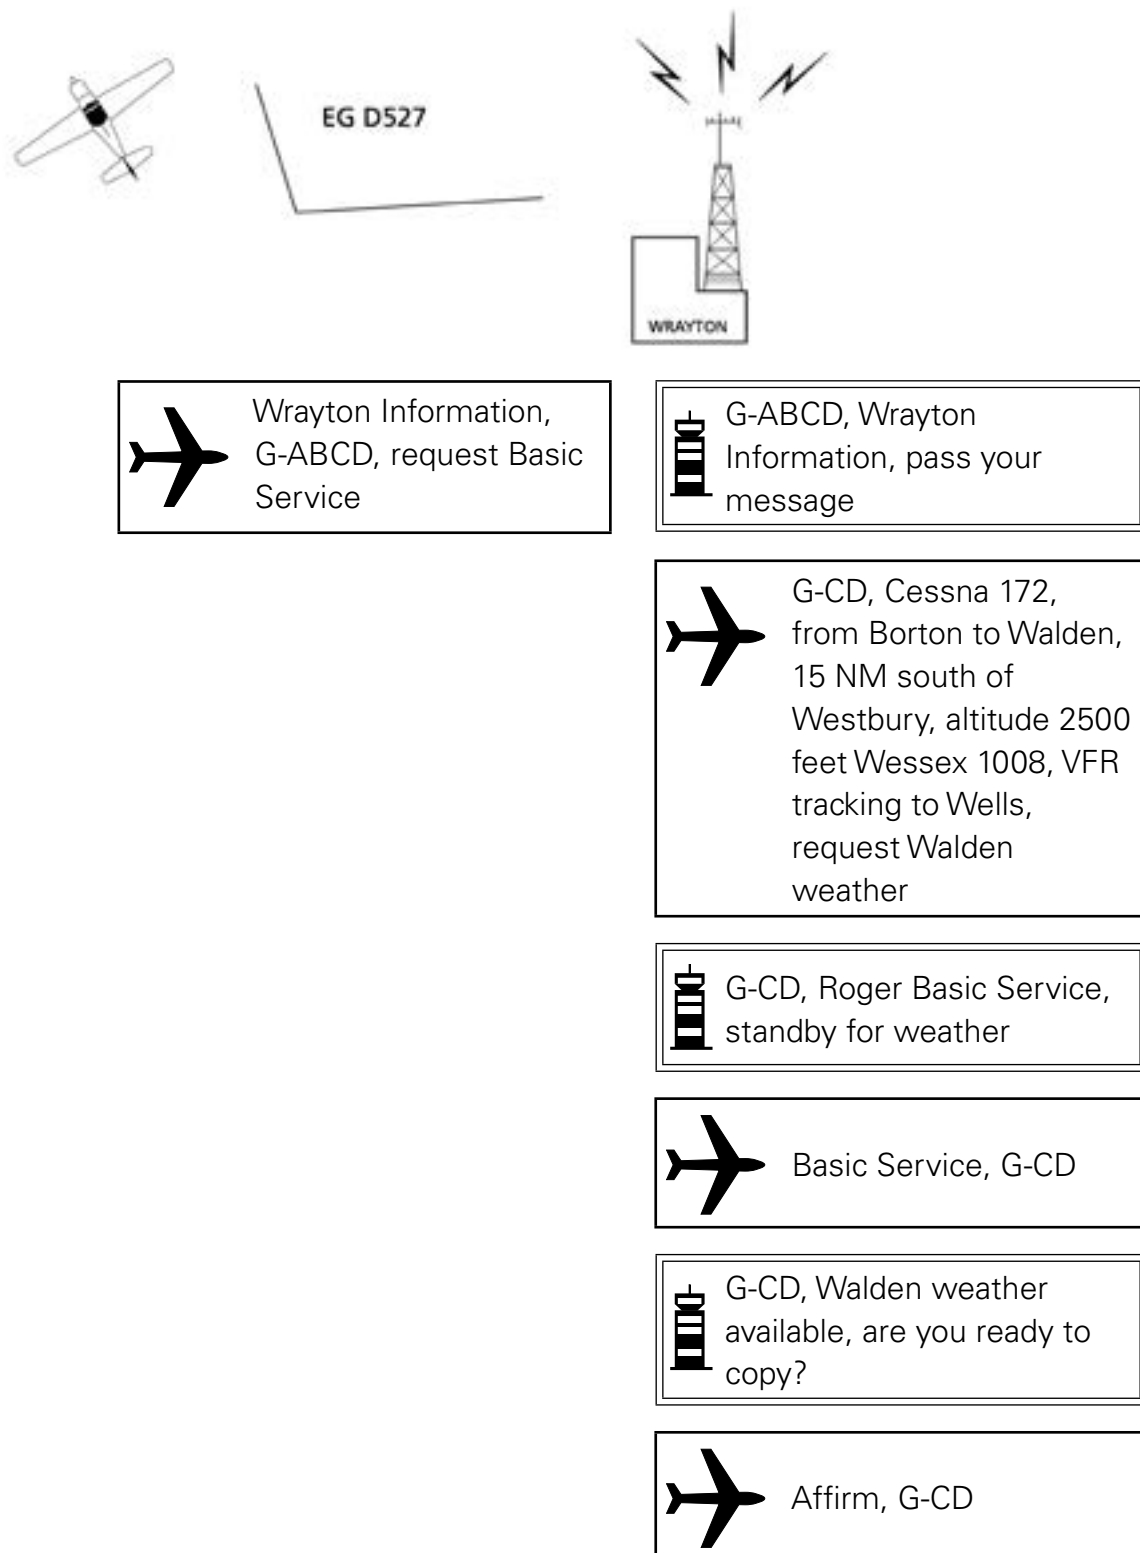 EG D527
WRAYTON
Wrayton Information,
G-ABCD, request Basic
Service
G-ABCD, Wrayton
Information, pass your
message
G-CD, Cessna 172,
from Borton to Walden,
15 NM south of
Westbury, altitude 2500
feet Wessex 1008, VFR
tracking to Wells,
request Walden
weather
G-CD, Roger Basic Service,
standby for weather
Basic Service, G-CD
G-CD, Walden weather
available, are you ready to
copy?
Affirm, G-CD